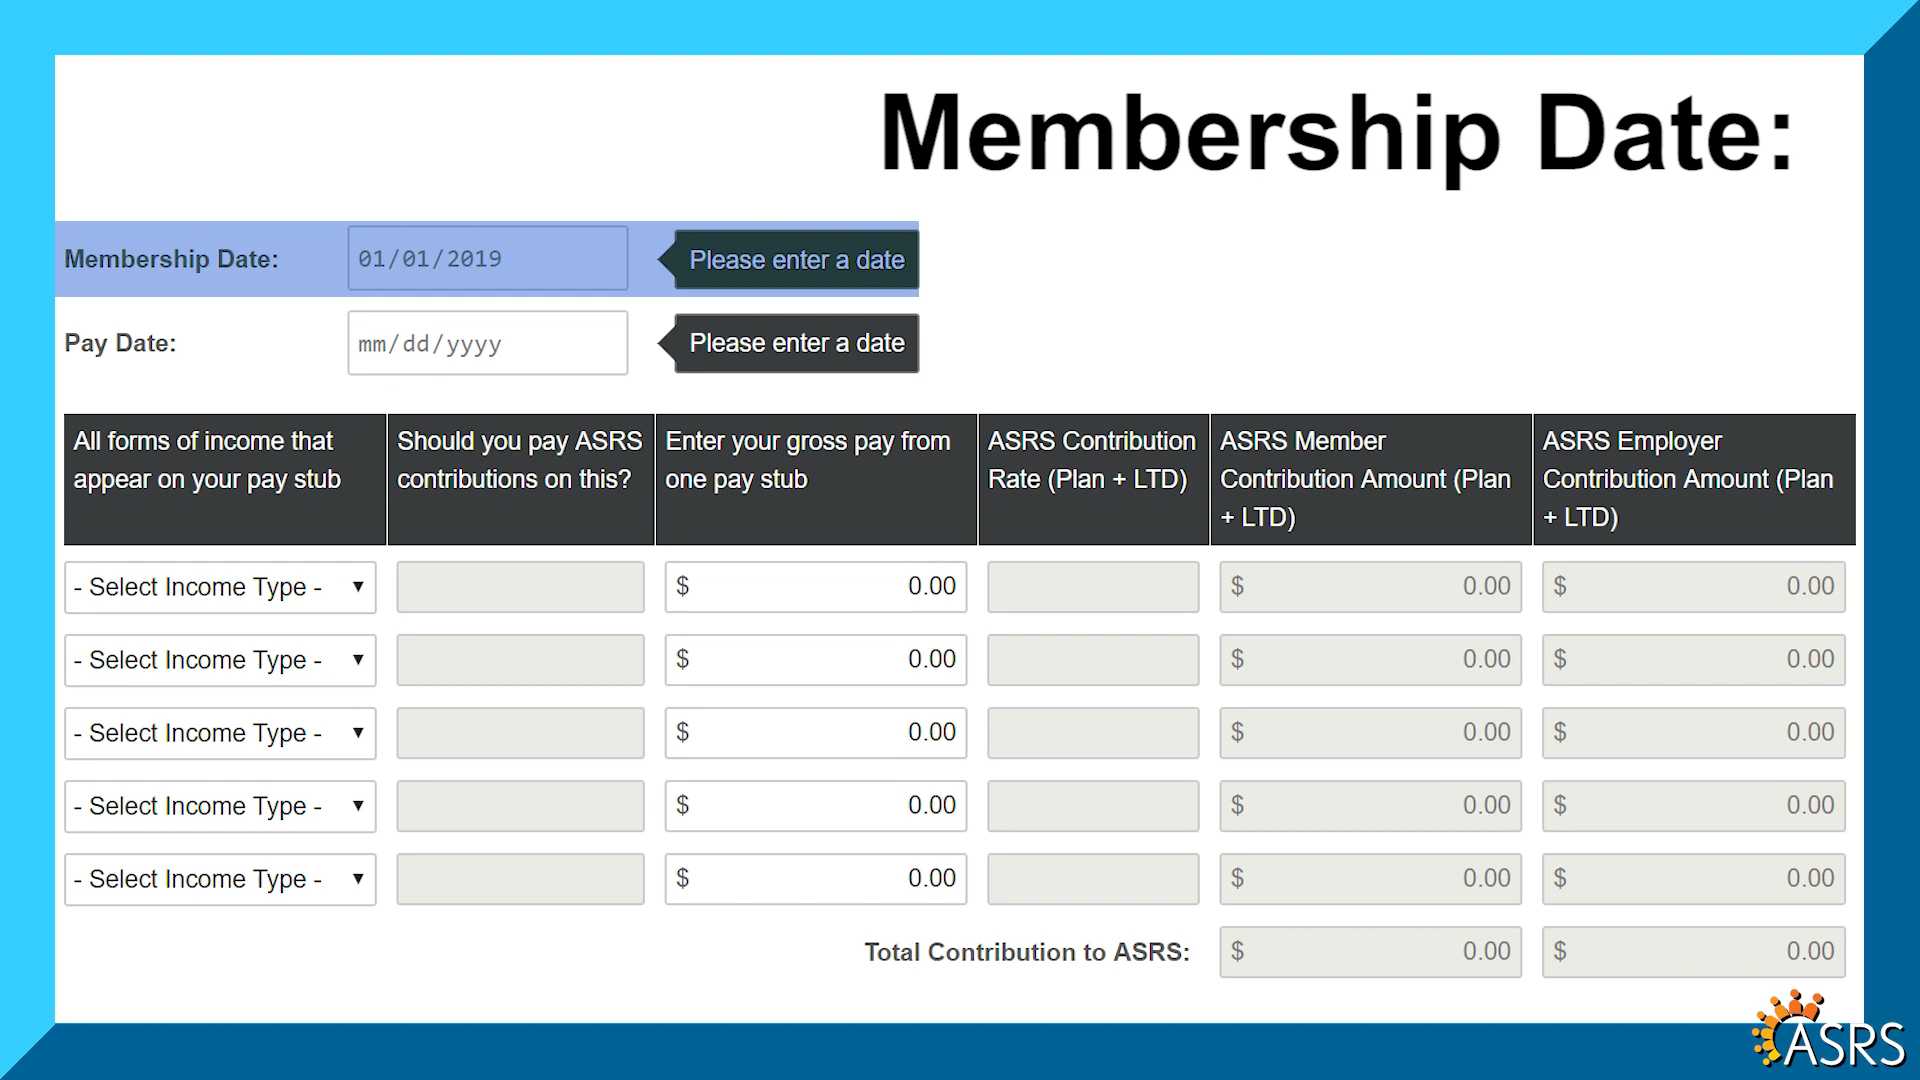 Membership Date:
Membership Date: 01/01/2019 Please enter a date
Pay Date: mm/dd/yyyy Please enter a date
All forms of income that appear on your pay stub
Should you pay ASRS contributions on this?
Enter your gross pay from one pay stub
ASRS Contribution Rate (Plan + LTD)
ASRS Member Contribution Amount (Plan + LTD)
ASRS Employer Contribution Amount (Plan + LTD)
- Select Income Type - ▼ $ 0.00 $ 0.00 $ 0.00
- Select Income Type - ▼ $ 0.00 $ 0.00 $ 0.00
- Select Income Type - ▼ $ 0.00 $ 0.00 $ 0.00
- Select Income Type - ▼ $ 0.00 $ 0.00 $ 0.00
- Select Income Type - ▼ $ 0.00 $ 0.00 $ 0.00
Total Contribution to ASRS: $ 0.00 $ 0.00
ASRS